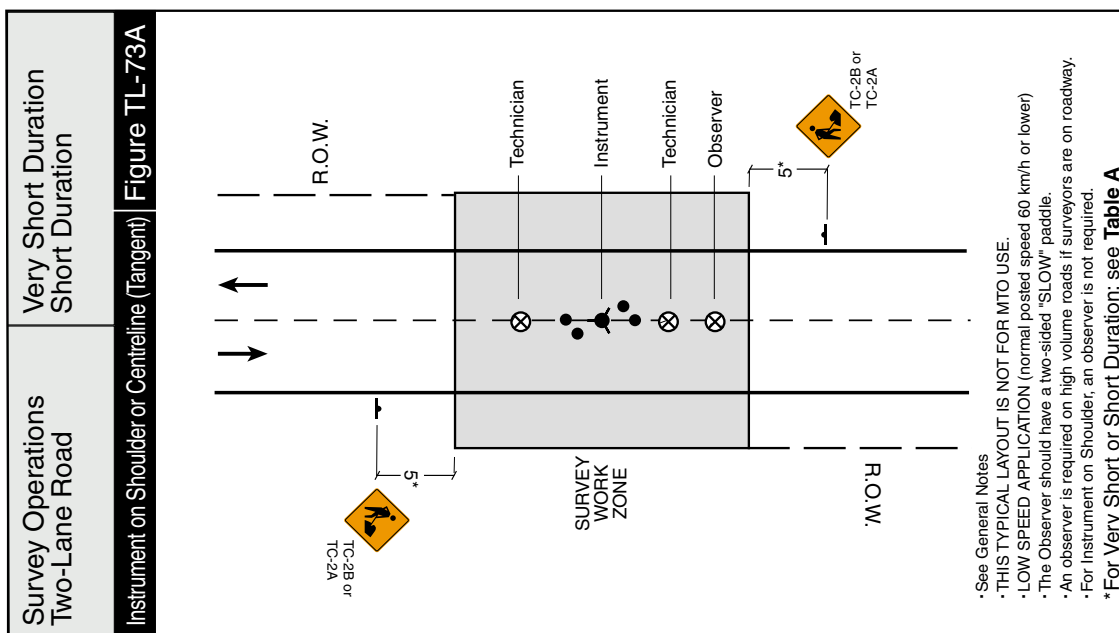 Survey Operations
Two-Lane Road
Very Short Duration
Short Duration
Instrument on Shoulder or Centreline (Tangent)
Figure TL-73A
R.O.W.
Technician
Instrument
Technician
Observer
5*
TC-2B or
TC-2A
5*
TC-2B or
TC-2A
SURVEY
WORK
ZONE
R.O.W.
• See General Notes
• THIS TYPICAL LAYOUT IS NOT FOR MTO USE.
• LOW SPEED APPLICATION (normal posted speed 60 km/h or lower)
• The Observer should have a two-sided "SLOW" paddle.
• An observer is required on high volume roads if surveyors are on roadway.
• For Instrument on Shoulder, an observer is not required.
* For Very Short or Short Duration: see Table A